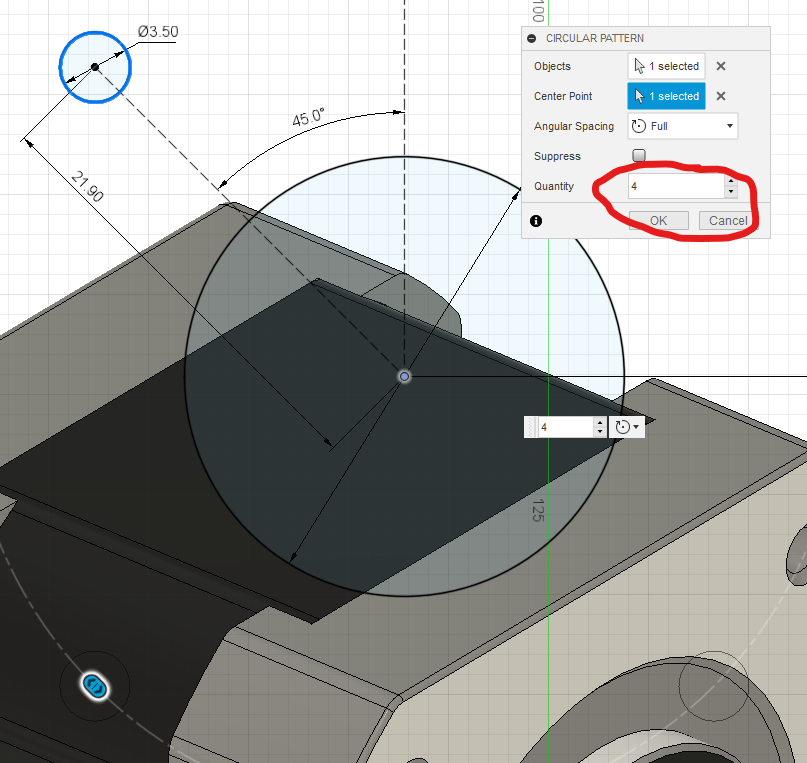 100
Ø3.50
CIRCULAR PATTERN
Objects
1 selected
Center Point
1 selected
45.0°
Angular Spacing
Full
Suppress
21.90
Quantity
4
OK
Cancel
4
125